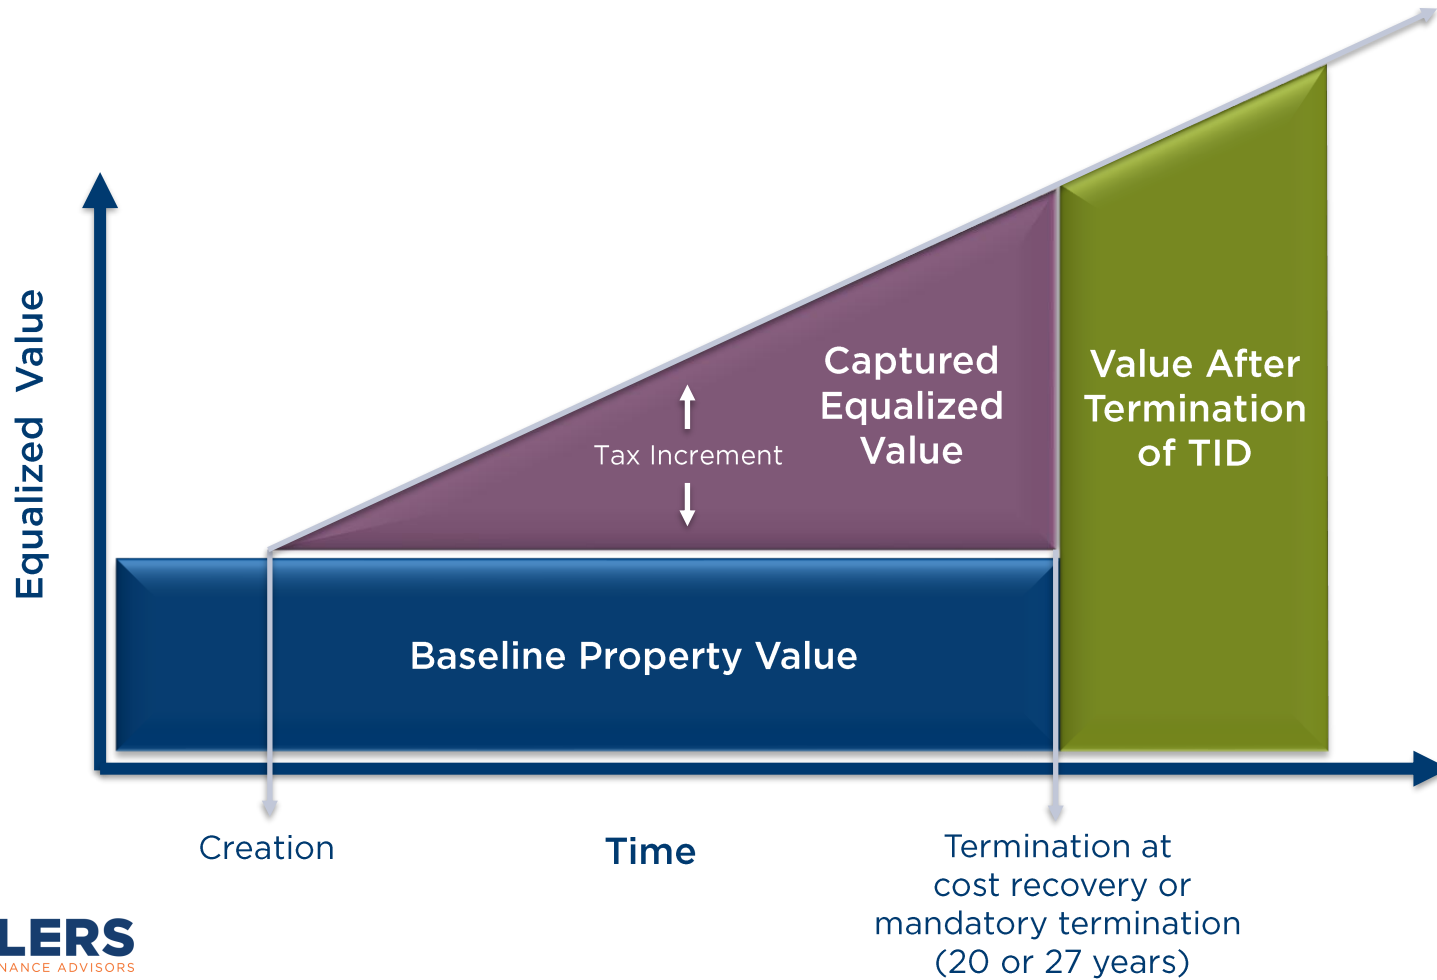 Equalized Value
Captured
Equalized
Value
Tax Increment
Value After
Termination
of TID
Baseline Property Value
Creation
Time
Termination at
cost recovery or
mandatory termination
(20 or 27 years)
LERS
NANCE ADVISORS